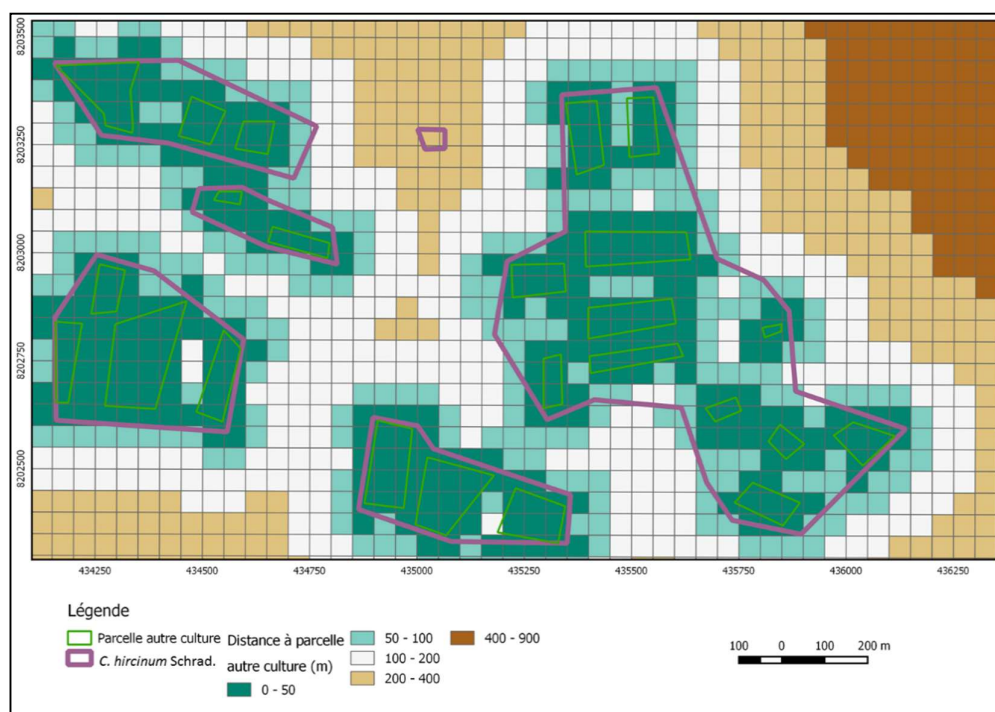 8203500
8203250
8203000
8202750
8202500
434250 434500 434750 435000 435250 435500 435750 436000 436250
Légende
Parcelle autre culture
C. hircinum Schrad.
Distance à parcelle
autre culture (m)
0 - 50
50 - 100
100 - 200
200 - 400
400 - 900
100 0 100 200 m